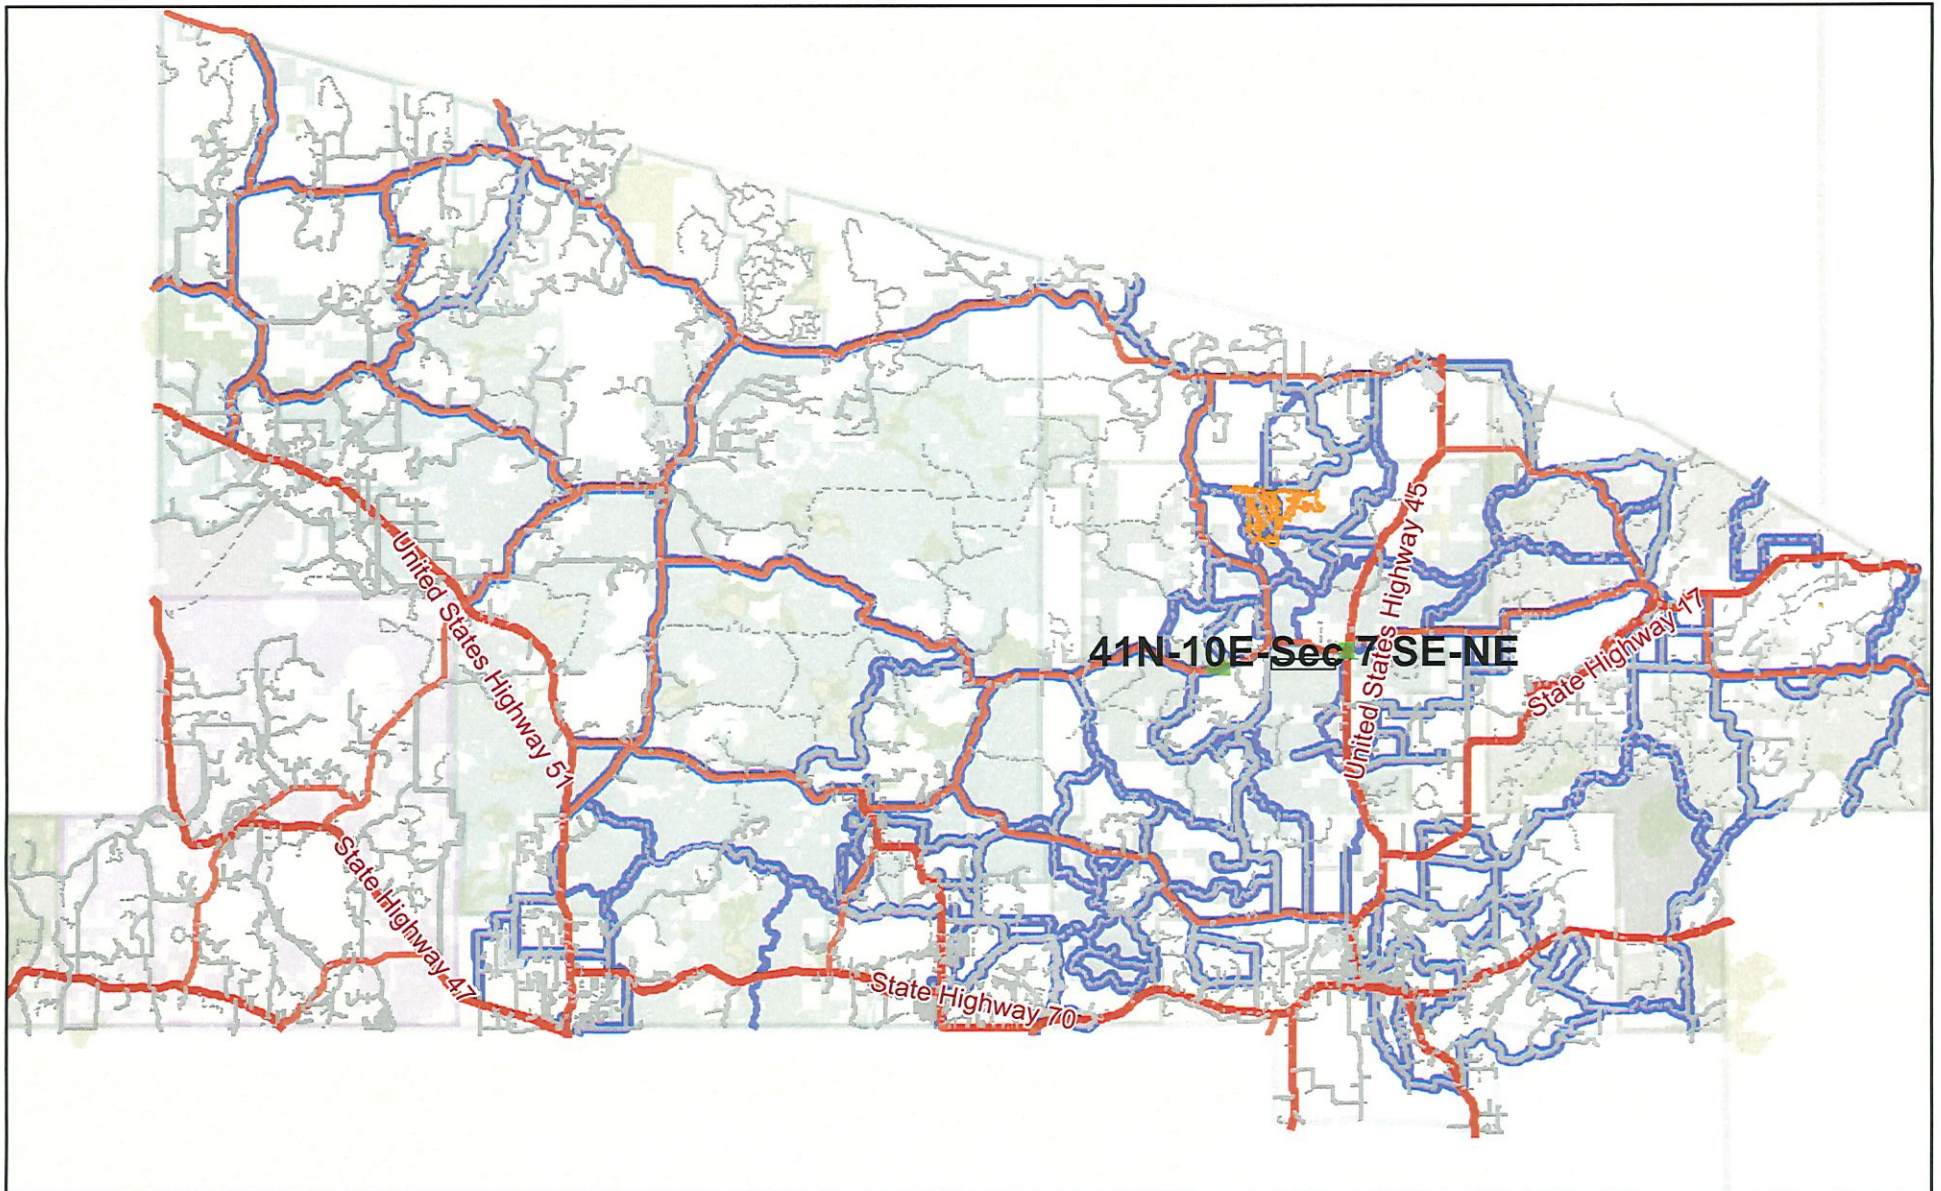 United States Highway 45
State Highway 17
41N-10E-Sec 7 SE-NE
United States Highway 51
State Highway 47
State Highway 70